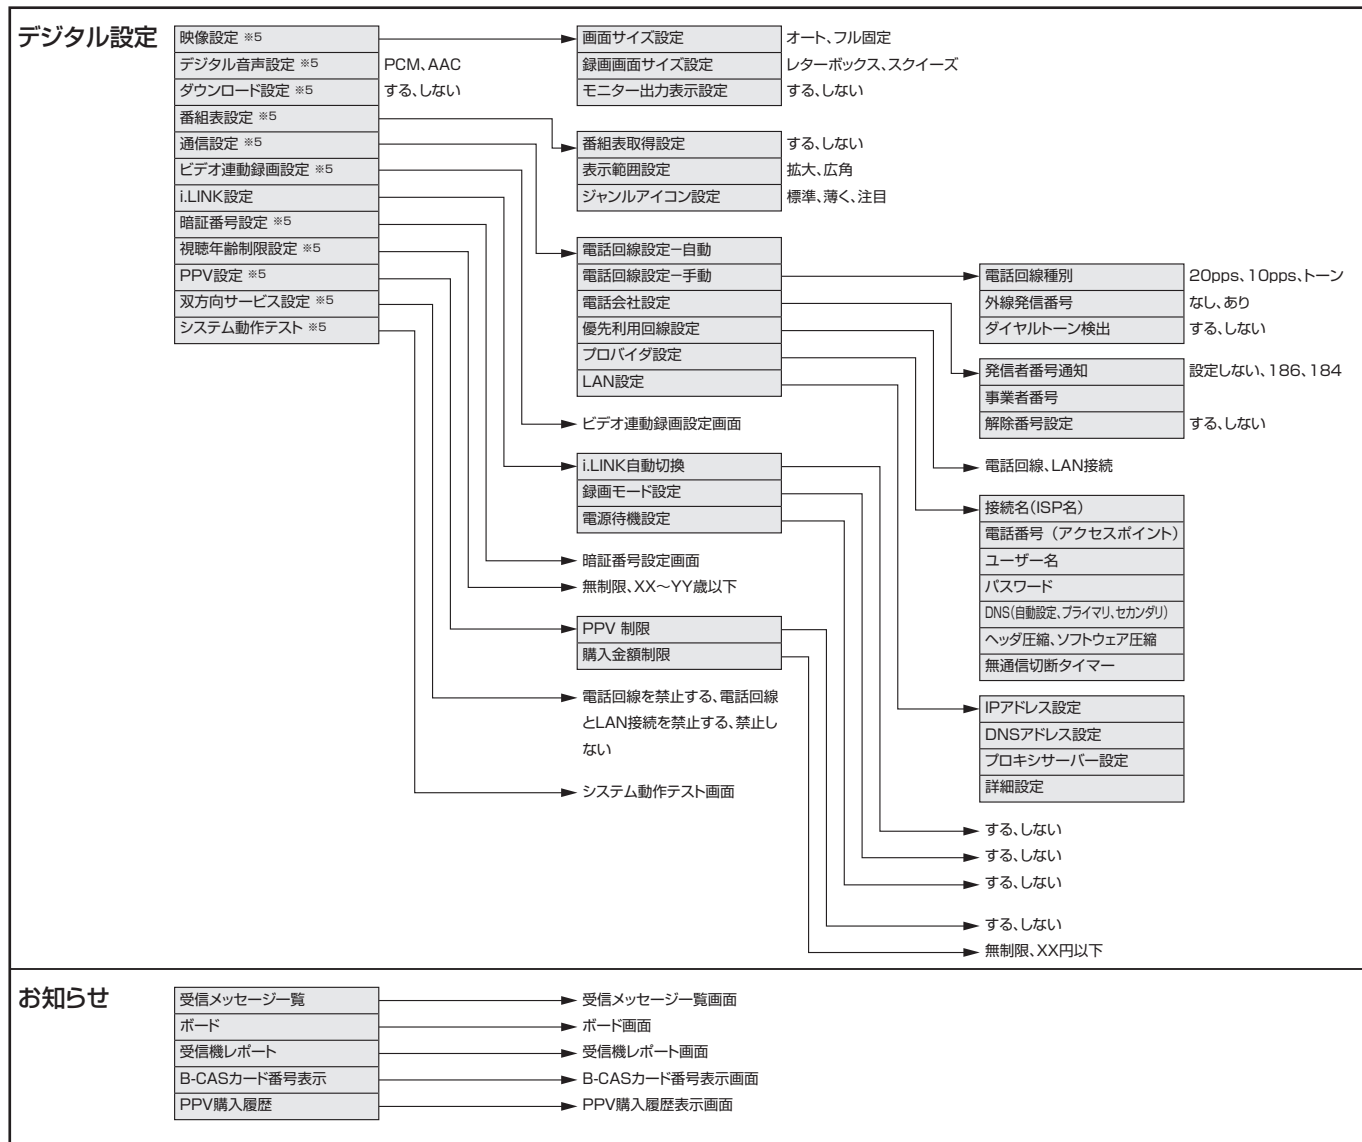 デジタル設定
映像設定 ※5
デジタル音声設定 ※5 PCM、AAC
ダウンロード設定 ※5 する、しない
番組表設定 ※5
通信設定 ※5
ビデオ連動録画設定 ※5
i.LINK設定
暗証番号設定 ※5
視聴年齢制限設定 ※5
PPV設定 ※5
双方向サービス設定 ※5
システム動作テスト ※5
画面サイズ設定 オート、フル固定
録画画面サイズ設定 レターボックス、スクイーズ
モニター出力表示設定 する、しない
番組表取得設定 する、しない
表示範囲設定 拡大、広角
ジャンルアイコン設定 標準、薄く、注目
電話回線設定−自動
電話回線設定−手動
電話会社設定
優先利用回線設定
プロバイダ設定
LAN設定
ビデオ連動録画設定画面
i.LINK自動切換
録画モード設定
電源待機設定
暗証番号設定画面
無制限、XX〜YY歳以下
PPV 制限
購入金額制限
電話回線を禁止する、電話回線
とLAN接続を禁止する、禁止し
ない
システム動作テスト画面
電話回線種別 20pps、10pps、トーン
外線発信番号 なし、あり
ダイヤルトーン検出 する、しない
発信者番号通知 設定しない、186、184
事業者番号
解除番号設定 する、しない
電話回線、LAN接続
接続名(ISP名)
電話番号（アクセスポイント）
ユーザー名
パスワード
DNS(自動設定、プライマリ、セカンダリ)
ヘッダ圧縮、ソフトウェア圧縮
無通信切断タイマー
IPアドレス設定
DNSアドレス設定
プロキシサーバー設定
詳細設定
する、しない
する、しない
する、しない
する、しない
無制限、XX円以下
お知らせ
受信メッセージ一覧 受信メッセージ一覧画面
ボード ボード画面
受信機レポート 受信機レポート画面
B-CASカード番号表示 B-CASカード番号表示画面
PPV購入履歴 PPV購入履歴表示画面